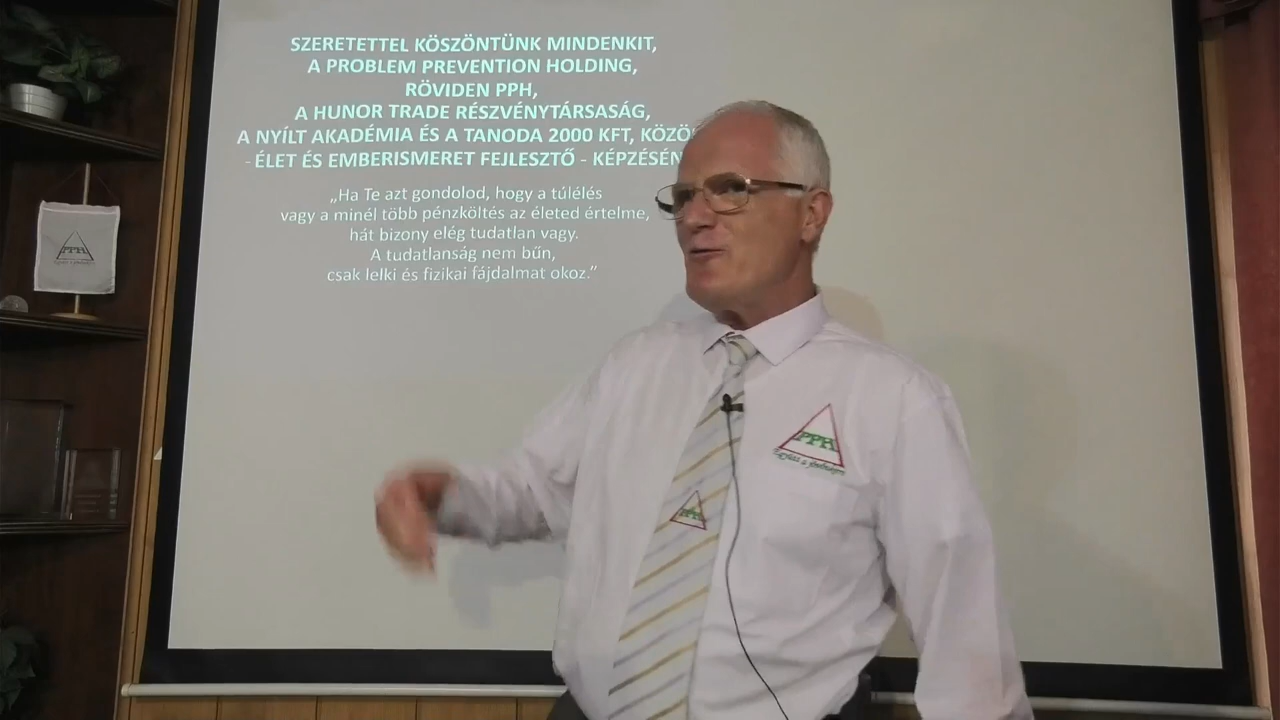 SZERETETTEL KÖSZÖNTÜNK MINDENKIT,
A PROBLEM PREVENTION HOLDING,
RÖVIDEN PPH,
A HUNOR TRADE RÉSZVÉNYTÁRSASÁG,
A NYÍLT AKADÉMIA ÉS A TANODA 2000 KFT, KÖZÖ
- ÉLET ÉS EMBERISMERET FEJLESZTŐ - KÉPZÉSÉN
„Ha Te azt gondolod, hogy a túlélés
vagy a minél több pénzköltés az életed értelme,
hát bizony elég tudatlan vagy.
A tudatlanság nem bűn,
csak lelki és fizikai fájdalmat okoz.”
PPH
PPH
PPH